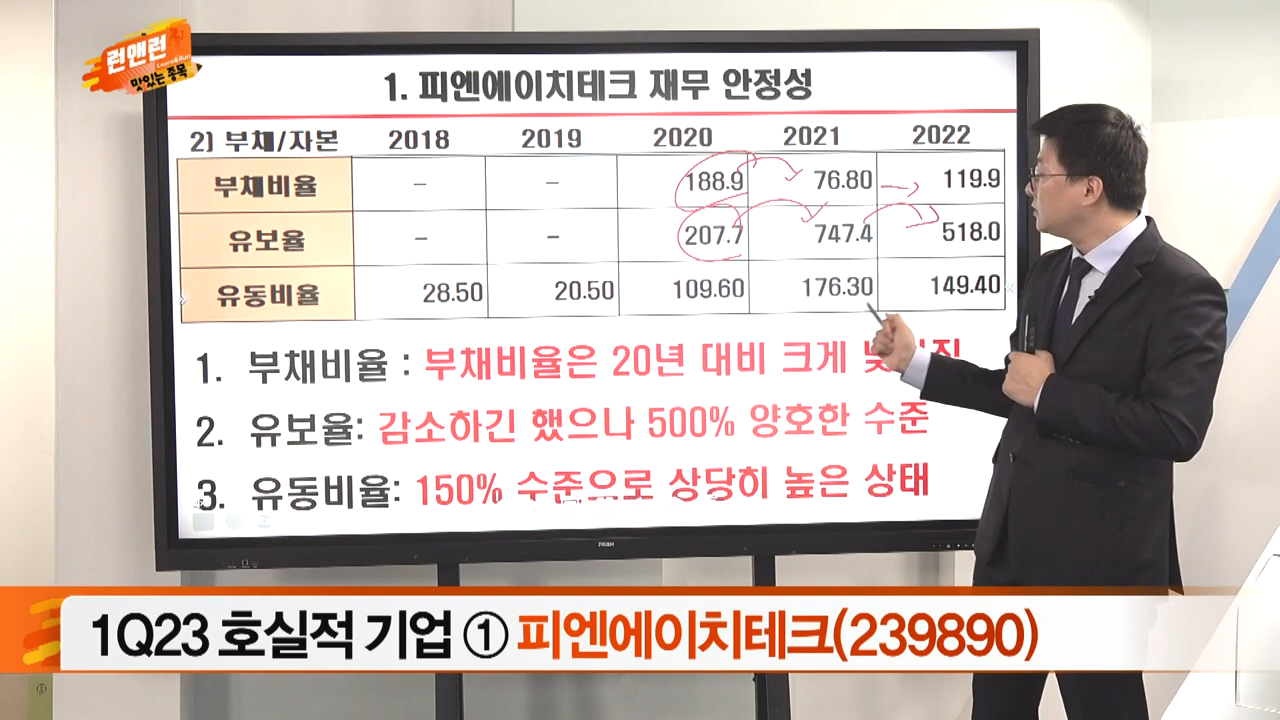 런앤런
Learn&Run
맛있는 종목
1. 피엔에이치테크 재무 안정성
2) 부채/자본 2018 2019 2020 2021 2022
부채비율 – – 188.9 76.80 119.9
유보율 – – 207.7 747.4 518.0
유동비율 28.50 20.50 109.60 176.30 149.40
1. 부채비율 : 부채비율은 20년 대비 크게
2. 유보율: 감소하긴 했으나 500% 양호한 수준
3. 유동비율: 150% 수준으로 상당히 높은 상태
PRISM
1Q23 호실적 기업 ① 피엔에이치테크(239890)